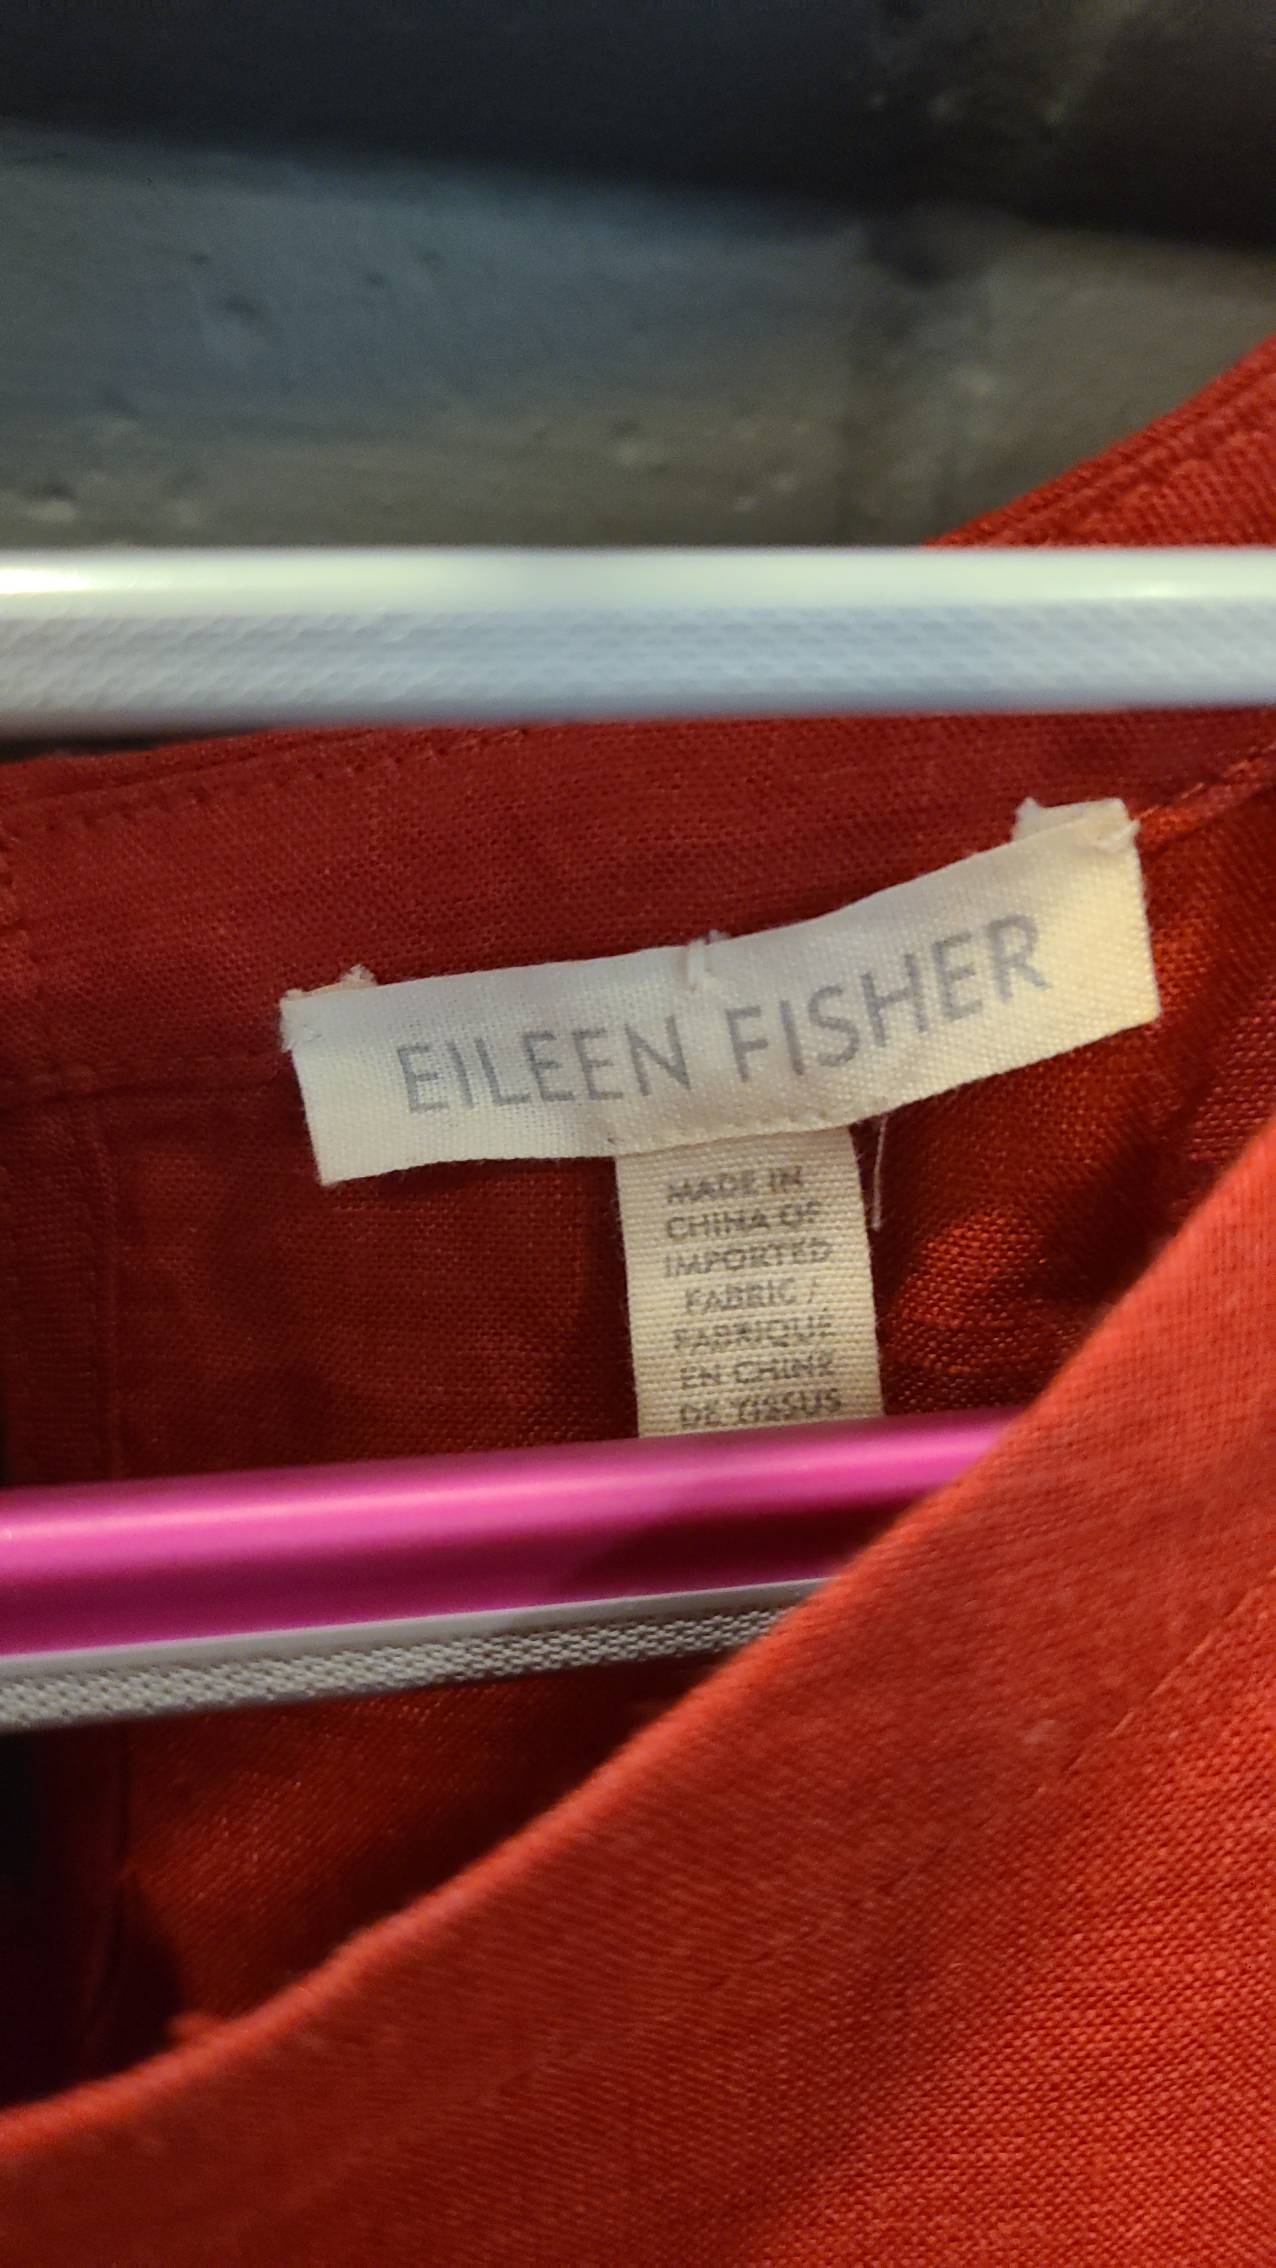 EILEEN FISHER
MADE IN
CHINA OF
IMPORTED
FABRIC /
FABRIQUÉ
EN CHINE
DE TISSUS